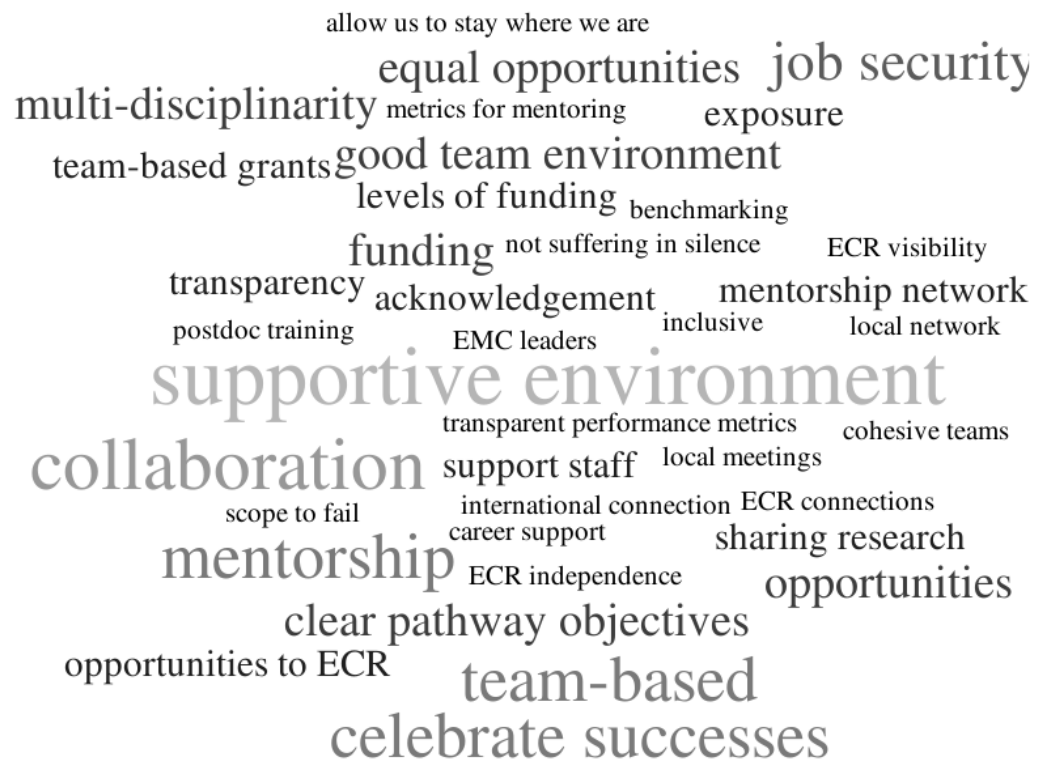 allow us to stay where we are
equal opportunities
job security
multi-disciplinarity
metrics for mentoring
exposure
team-based grants
good team environment
levels of funding
benchmarking
funding
not suffering in silence
ECR visibility
transparency
acknowledgement
mentorship network
postdoc training
EMC leaders
inclusive
local network
supportive environment
transparent performance metrics
cohesive teams
collaboration
support staff
local meetings
scope to fail
international connection
ECR connections
career support
sharing research
mentorship
ECR independence
opportunities
clear pathway objectives
opportunities to ECR
team-based
celebrate successes